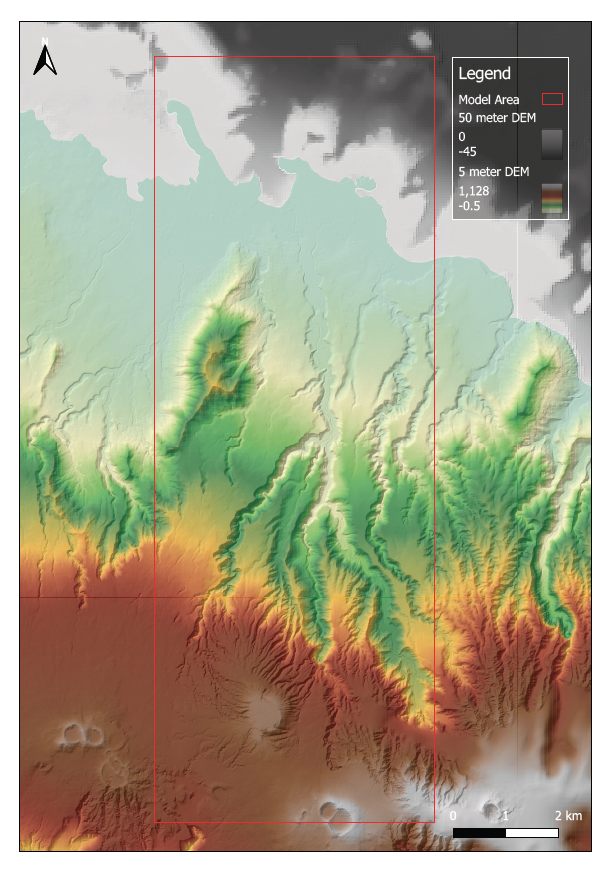 N
Legend
Model Area
50 meter DEM
0
-45
5 meter DEM
1,128
-0.5
0 1 2 km